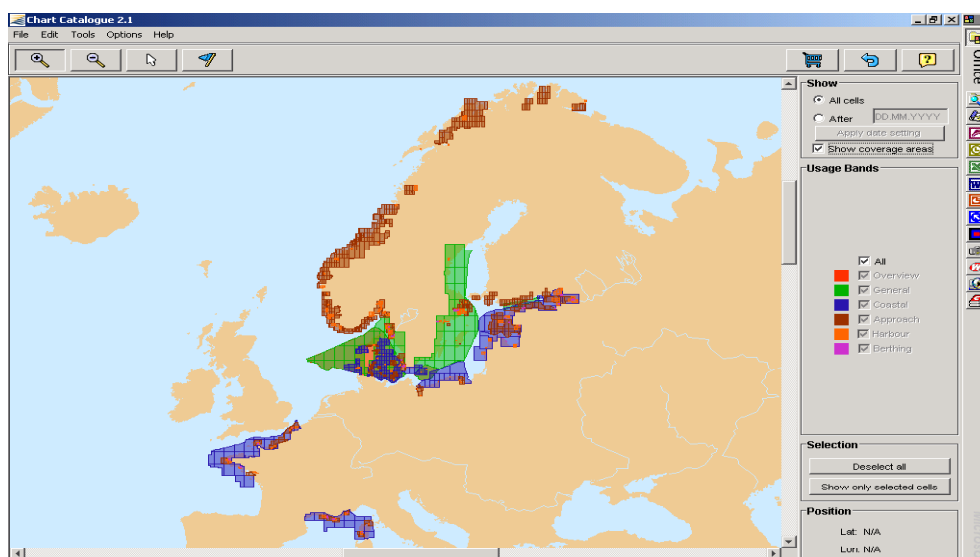 Chart Catalogue 2.1
File Edit Tools Options Help
Office
Show
All cells
After DD.MM.YYYY
Apply date setting
Show coverage areas
Usage Bands
All
Overview
General
Coastal
Approach
Harbour
Berthing
Selection
Deselect all
Show only selected cells
Position
Lat: N/A
Lon: N/A